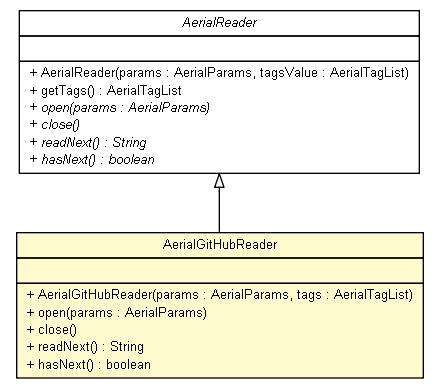 AerialReader
+ AerialReader(params : AerialParams, tagsValue : AerialTagList)
+ getTags() : AerialTagList
+ open(params : AerialParams)
+ close()
+ readNext() : String
+ hasNext() : boolean
AerialGitHubReader
+ AerialGitHubReader(params : AerialParams, tags : AerialTagList)
+ open(params : AerialParams)
+ close()
+ readNext() : String
+ hasNext() : boolean